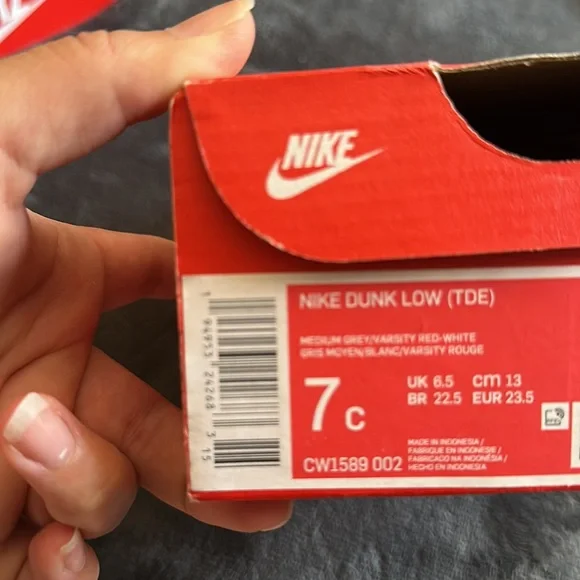 NIKE
NIKE DUNK LOW (TDE)
MEDIUM GREY/VARSITY RED-WHITE
GRIS MOYEN/BLANC/VARSITY ROUGE
7 C
UK 6.5 cm 13
BR 22.5 EUR 23.5
MADE IN INDONESIA /
FABRIQUE EN INDONÉSIE /
FABRICADO NA INDONÉSIA /
HECHO EN INDONESIA
CW1589 002